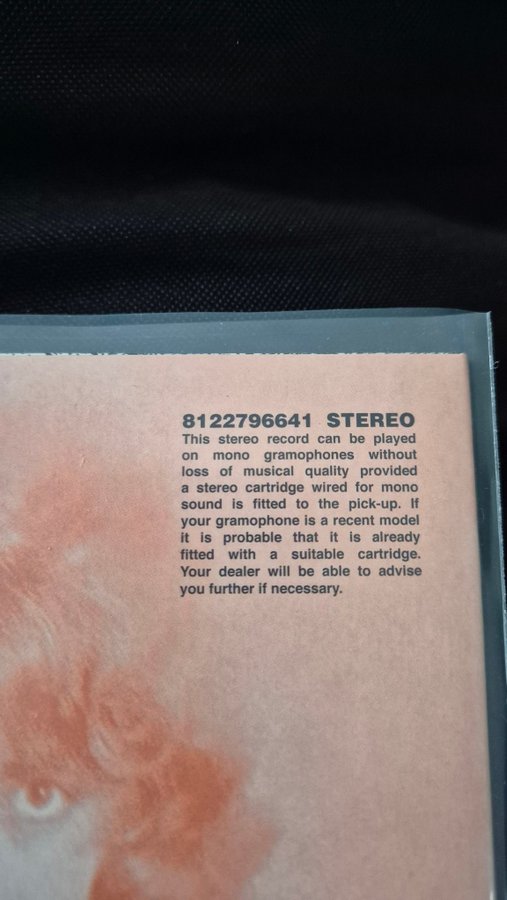 8122796641 STEREO
This stereo record can be played
on mono gramophones without
loss of musical quality provided
a stereo cartridge wired for mono
sound is fitted to the pick-up. If
your gramophone is a recent model
it is probable that it is already
fitted with a suitable cartridge.
Your dealer will be able to advise
you further if necessary.